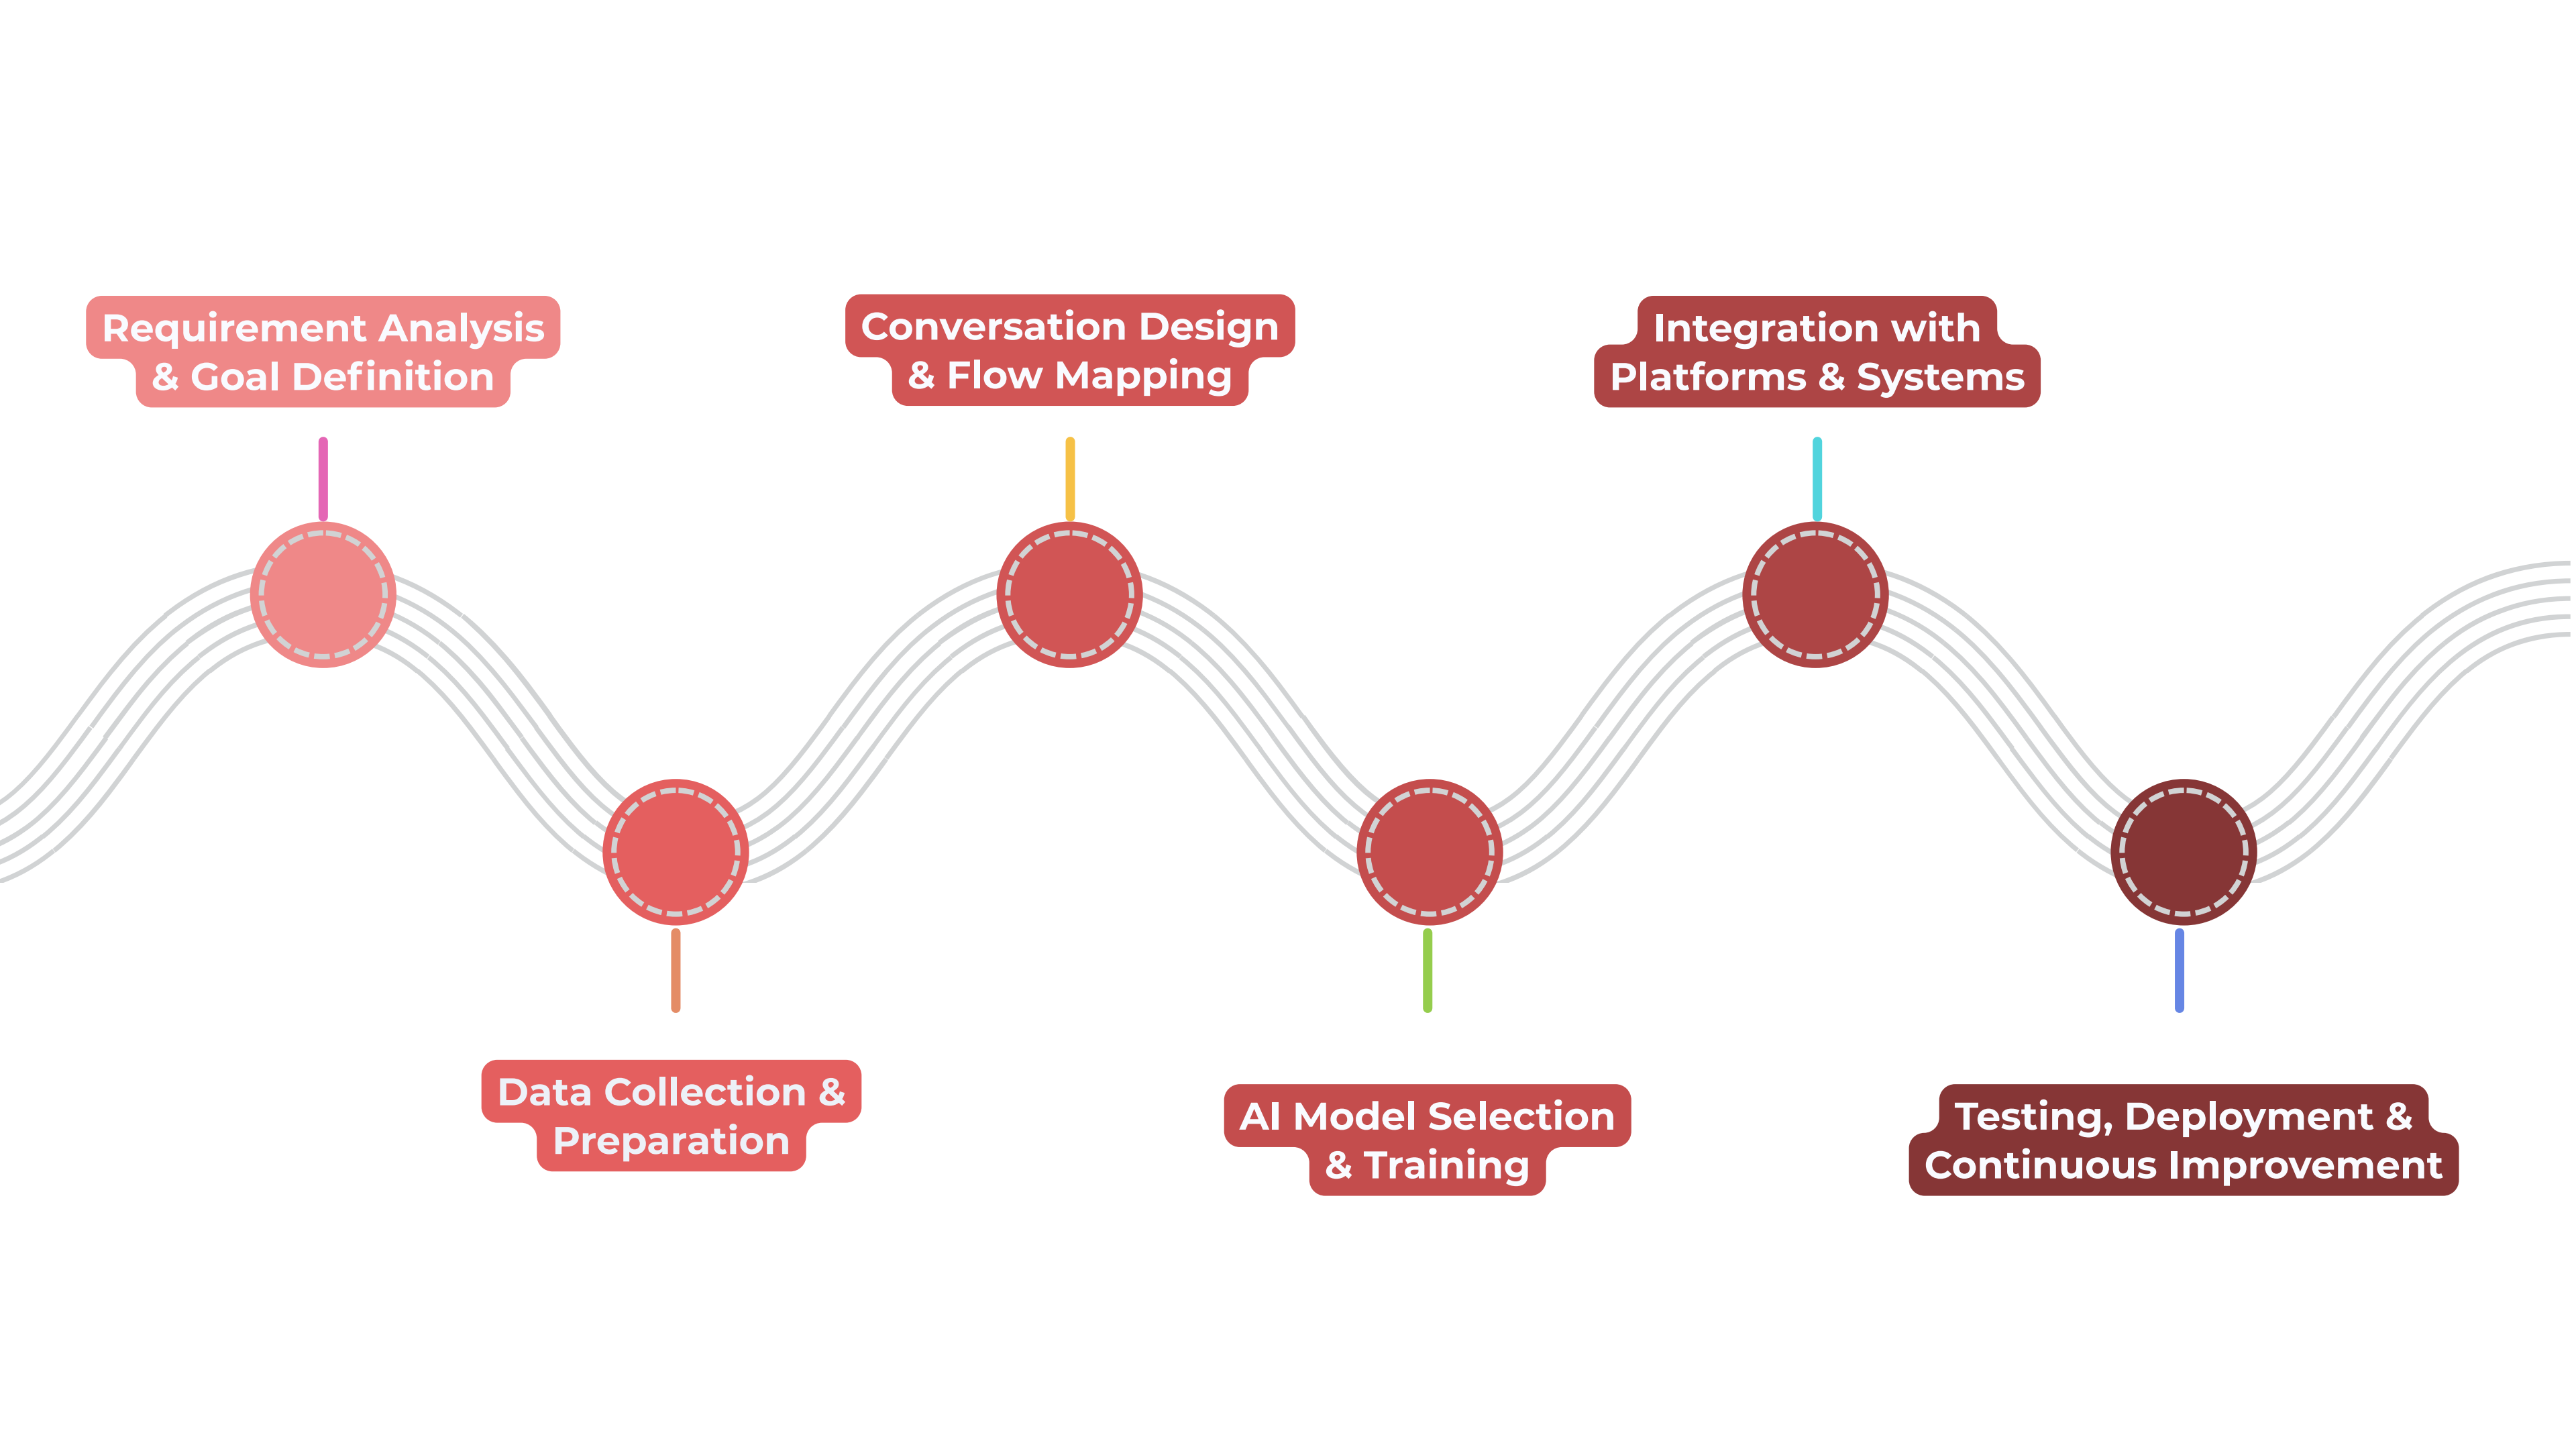 Requirement Analysis
& Goal Definition
Data Collection &
Preparation
Conversation Design
& Flow Mapping
AI Model Selection
& Training
Integration with
Platforms & Systems
Testing, Deployment &
Continuous Improvement